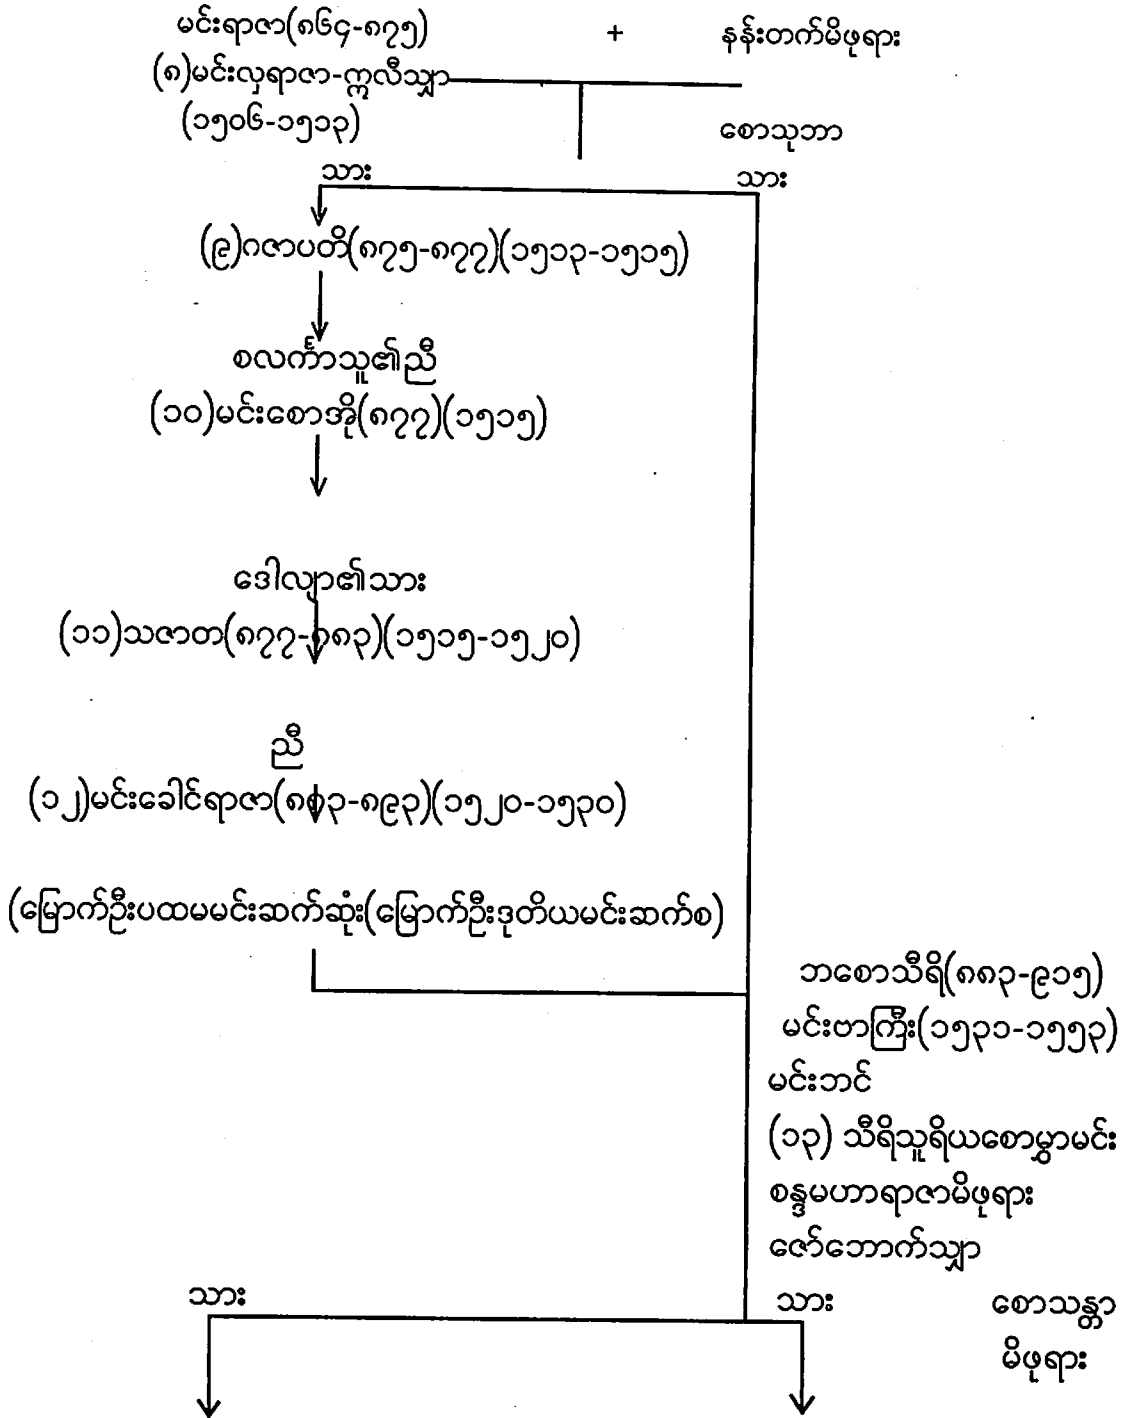 မင်းရာဇာ(၈၆၄-၈၇၅) + နန်းတက်မိဖုရား
(၈)မင်းလှရာဇာ-ဣလီသျှာ
(၁၅၀၆-၁၅၁၃) စောသုဘာ
သား သား
(၉)ဂဇာပတိ(၈၇၅-၈၇၇)(၁၅၁၃-၁၅၁၅)
စလင်္ကာသူ၏ညီ
(၁၀)မင်းစောအို(၈၇၇)(၁၅၁၅)
ဒေါလျာ၏သား
(၁၁)သဇာတ(၈၇၇-၈၈၃)(၁၅၁၅-၁၅၂၀)
ညီ
(၁၂)မင်းခေါင်ရာဇာ(၈၈၃-၈၉၃)(၁၅၂၀-၁၅၃၀)
(မြောက်ဦးပထမမင်းဆက်ဆုံး(မြောက်ဦးဒုတိယမင်းဆက်စ)
ဘစောသီရိ(၈၈၃-၉၁၅)
မင်းဗာကြီး(၁၅၃၁-၁၅၅၃)
မင်းဘင်
(၁၃) သီရိသူရိယစောမွှာမင်း
စန္ဒမဟာရာဇာမိဖုရား
ဇော်ဘောက်သျှာ
သား သား စောသန္တာ
မိဖုရား